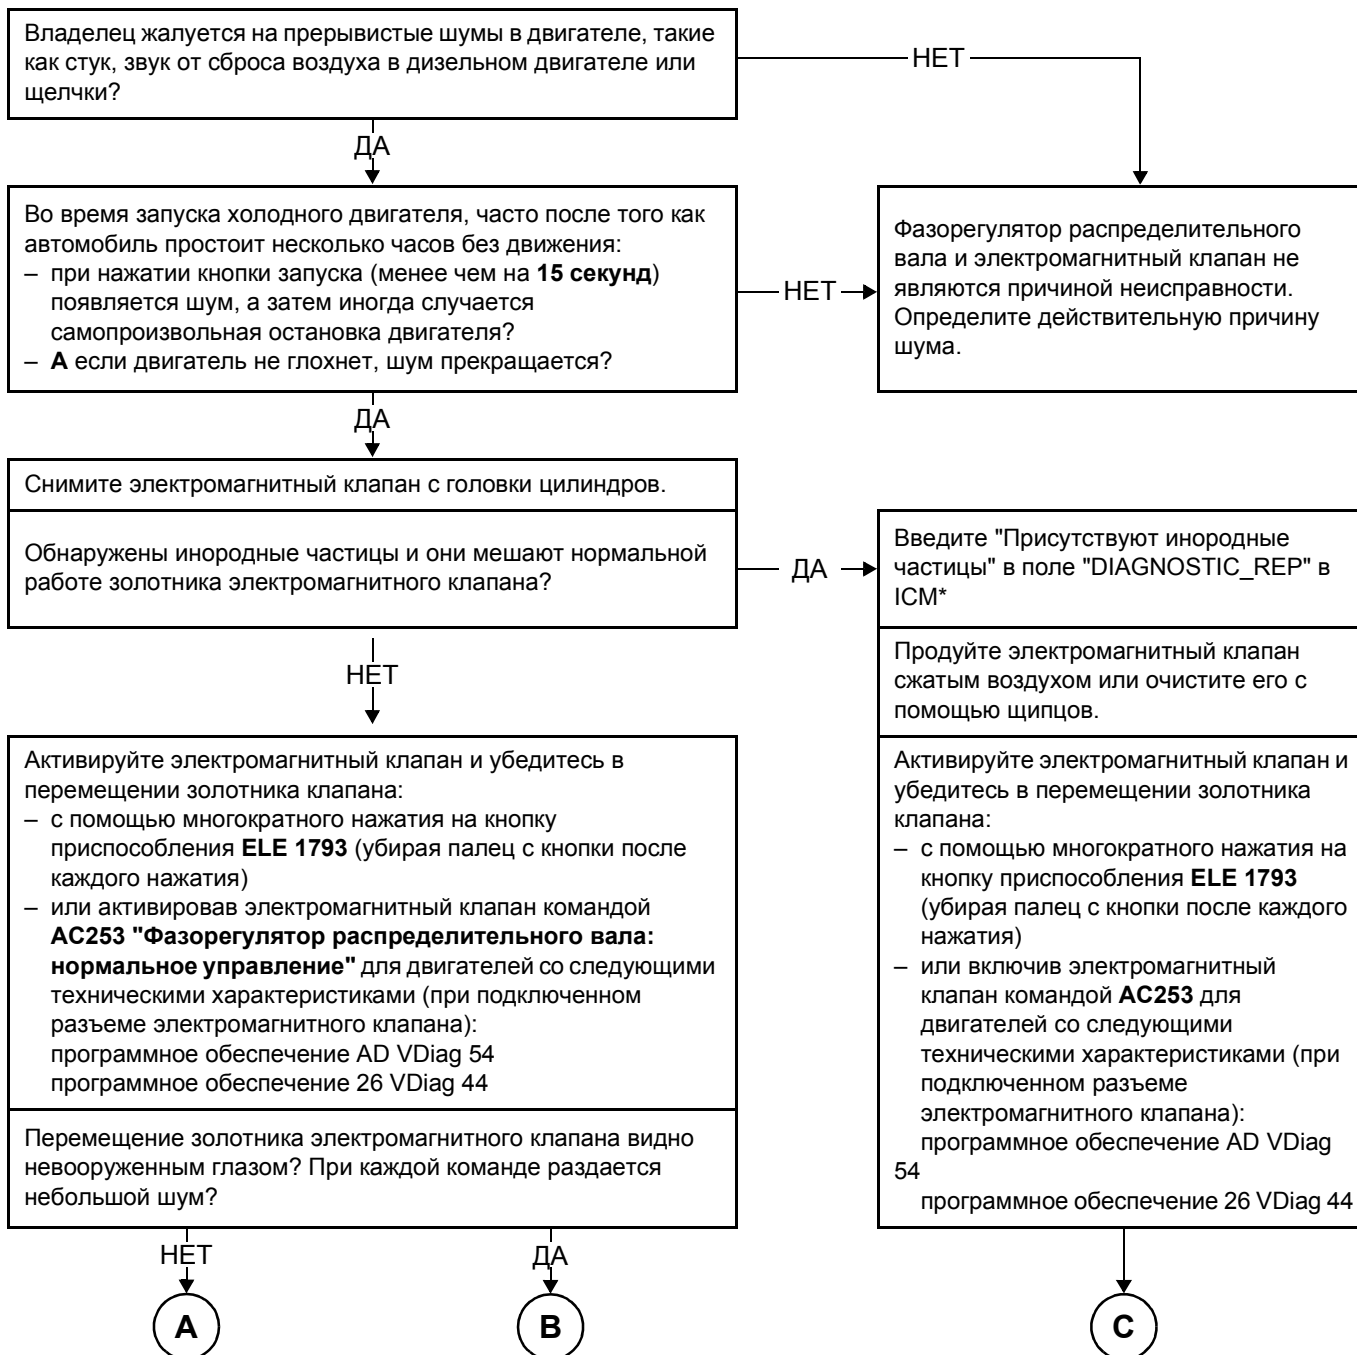 Владелец жалуется на прерывистые шумы в двигателе, такие
как стук, звук от сброса воздуха в дизельном двигателе или
щелчки?
НЕТ
ДА
Во время запуска холодного двигателя, часто после того как
автомобиль простоит несколько часов без движения:
– при нажатии кнопки запуска (менее чем на 15 секунд)
появляется шум, а затем иногда случается
самопроизвольная остановка двигателя?
– А если двигатель не глохнет, шум прекращается?
НЕТ
Фазорегулятор распределительного
вала и электромагнитный клапан не
являются причиной неисправности.
Определите действительную причину
шума.
ДА
Снимите электромагнитный клапан с головки цилиндров.
Обнаружены инородные частицы и они мешают нормальной
работе золотника электромагнитного клапана?
ДА
Введите "Присутствуют инородные
частицы" в поле "DIAGNOSTIC_REP" в
ICM*
Продуйте электромагнитный клапан
сжатым воздухом или очистите его с
помощью щипцов.
НЕТ
Активируйте электромагнитный клапан и убедитесь в
перемещении золотника клапана:
– с помощью многократного нажатия на кнопку
приспособления ELE 1793 (убирая палец с кнопки после
каждого нажатия)
– или активировав электромагнитный клапан командой
AC253 "Фазорегулятор распределительного вала:
нормальное управление" для двигателей со следующими
техническими характеристиками (при подключенном
разъеме электромагнитного клапана):
программное обеспечение AD VDiag 54
программное обеспечение 26 VDiag 44
Перемещение золотника электромагнитного клапана видно
невооруженным глазом? При каждой команде раздается
небольшой шум?
Активируйте электромагнитный клапан и
убедитесь в перемещении золотника
клапана:
– с помощью многократного нажатия на
кнопку приспособления ELE 1793
(убирая палец с кнопки после каждого
нажатия)
– или включив электромагнитный
клапан командой AC253 для
двигателей со следующими
техническими характеристиками (при
подключенном разъеме
электромагнитного клапана):
программное обеспечение AD VDiag
54
программное обеспечение 26 VDiag 44
НЕТ
ДА
A
B
C